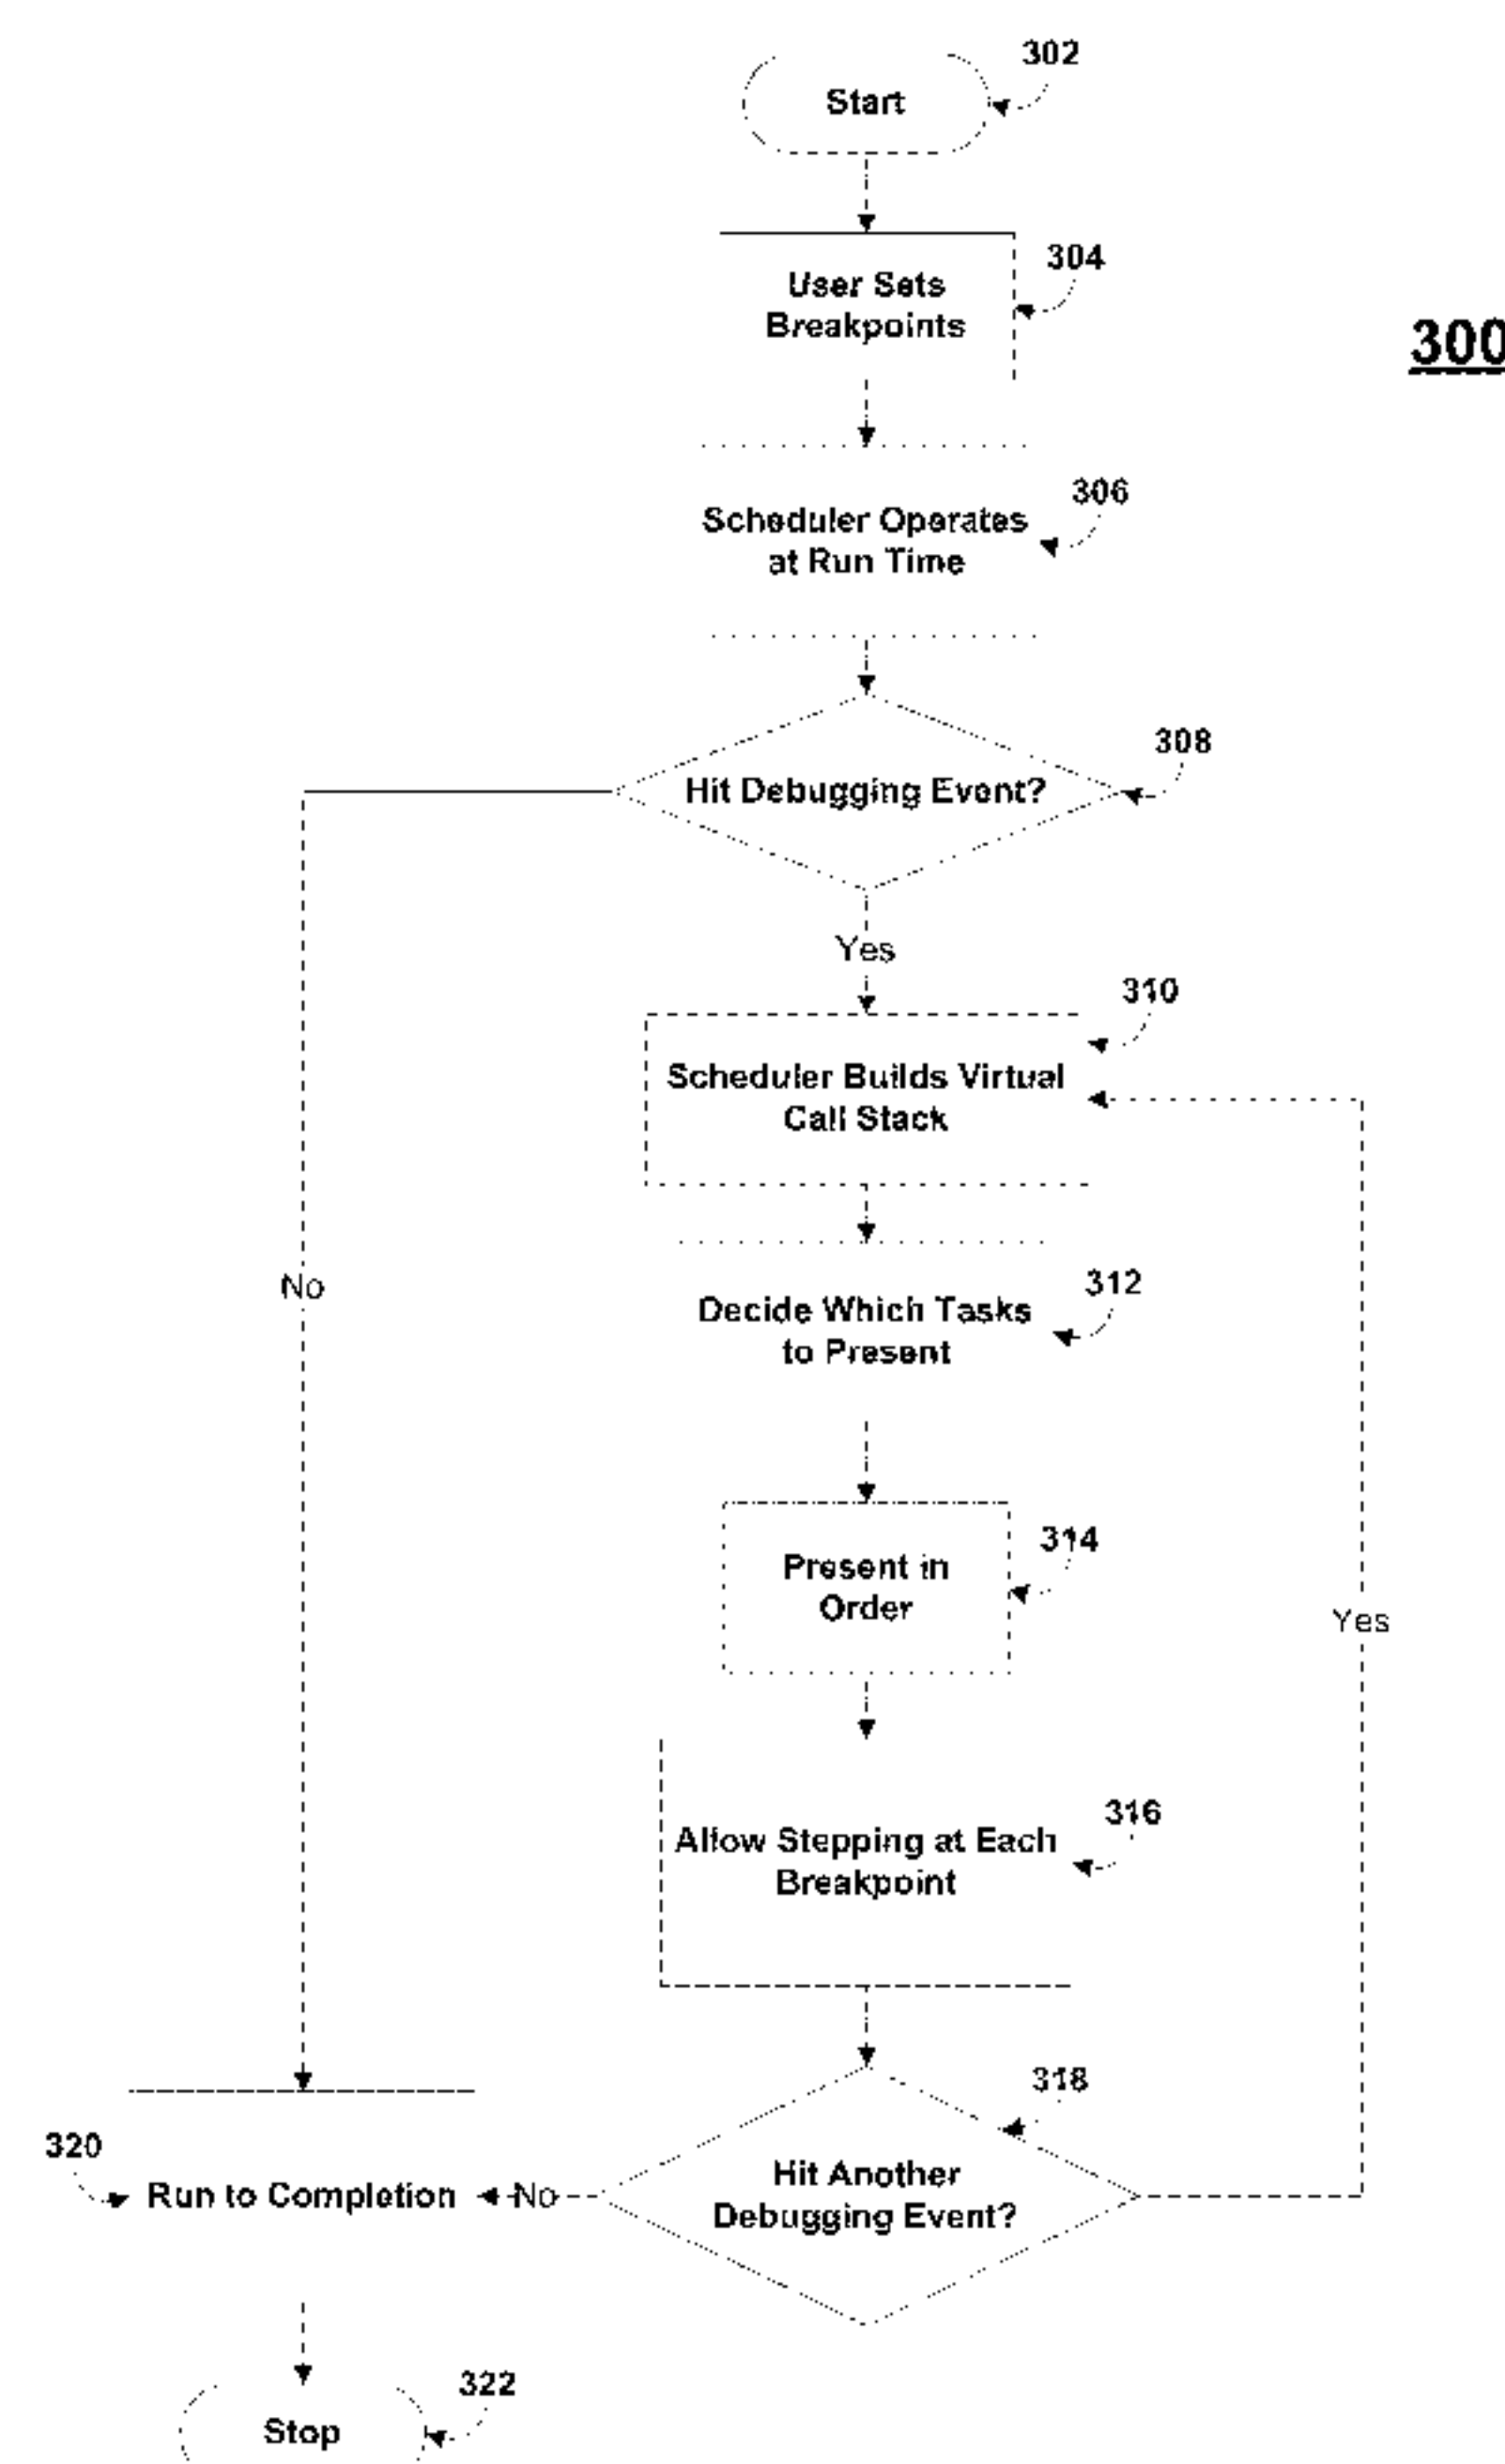 302
Start
304
User Sets
Breakpoints
300
306
Scheduler Operates
at Run Time
308
Hit Debugging Event?
Yes
310
Scheduler Builds Virtual
Call Stack
No
312
Decide Which Tasks
to Present
314
Present in
Order
Yes
316
Allow Stepping at Each
Breakpoint
318
320
Hit Another
Debugging Event?
Run to Completion
No
322
Stop